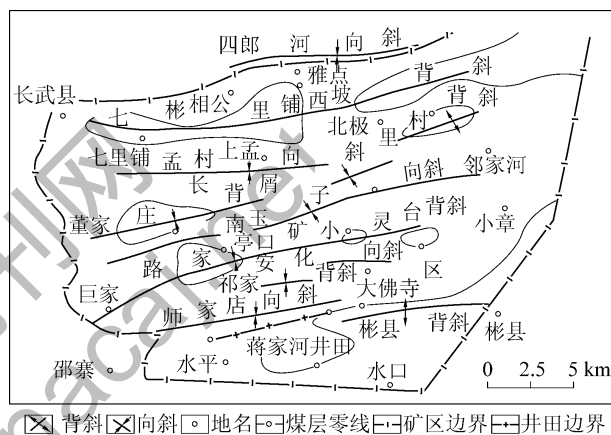 四郎河向斜
雅店
长武县
彬相公
七里铺西坡背斜
北极
里村背斜
七里铺
上孟
孟村向斜
邻家河
长背屑子向斜
董家庄
南玉
矿
小灵台背斜
小章
亭口
路家
安化向斜
区
祁家背斜
巨家
向斜
大佛寺
师家店
彬县背斜
彬县
蒋家河井田
邵寨
水平
水口
0 2.5 5 km
背斜 向斜 地名 煤层零线 矿区边界 井田边界